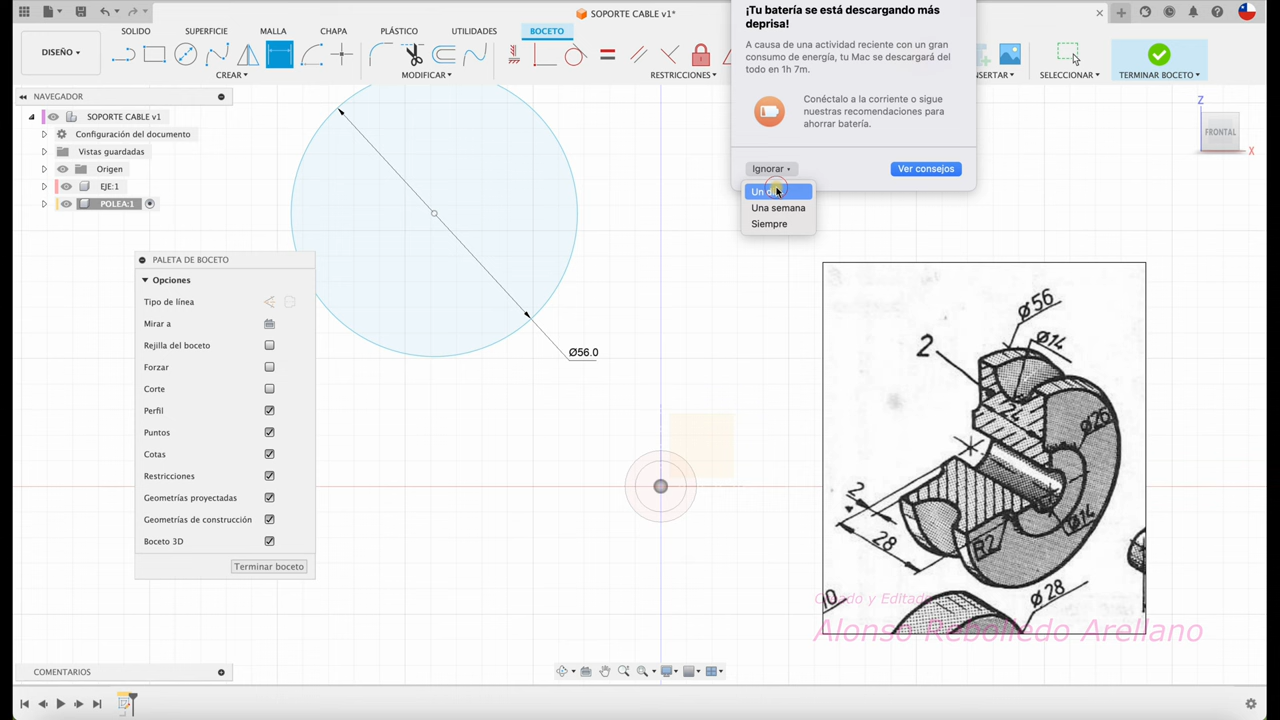 SOPORTE CABLE v1*
DISEÑO
SÓLIDO
SUPERFICIE
MALLA
CHAPA
PLÁSTICO
UTILIDADES
BOCETO
CREAR
MODIFICAR
RESTRICCIONES
SELECCIONAR
TERMINAR BOCETO
¡Tu batería se está descargando más
deprisa!
A causa de una actividad reciente con un gran
consumo de energía, tu Mac se descargará del
todo en 1h 7m.
Conéctalo a la corriente o sigue
nuestras recomendaciones para
ahorrar batería.
Ignorar
Ver consejos
Una semana
Siempre
NAVEGADOR
SOPORTE CABLE v1
Configuración del documento
Vistas guardadas
Origen
EJE:1
POLEA:1
PALETA DE BOCETO
Opciones
Tipo de línea
Mirar a
Rejilla del boceto
Forzar
Corte
Perfil
Puntos
Cotas
Restricciones
Geometrías proyectadas
Geometrías de construcción
Boceto 3D
Terminar boceto
Ø56.0
Z
FRONTAL
X
Ø56
Ø14
2
24
Ø26
2
28
R2
Ø14
Ø28
Creado y Editado
Alonso Rebolledo Arellano
COMENTARIOS